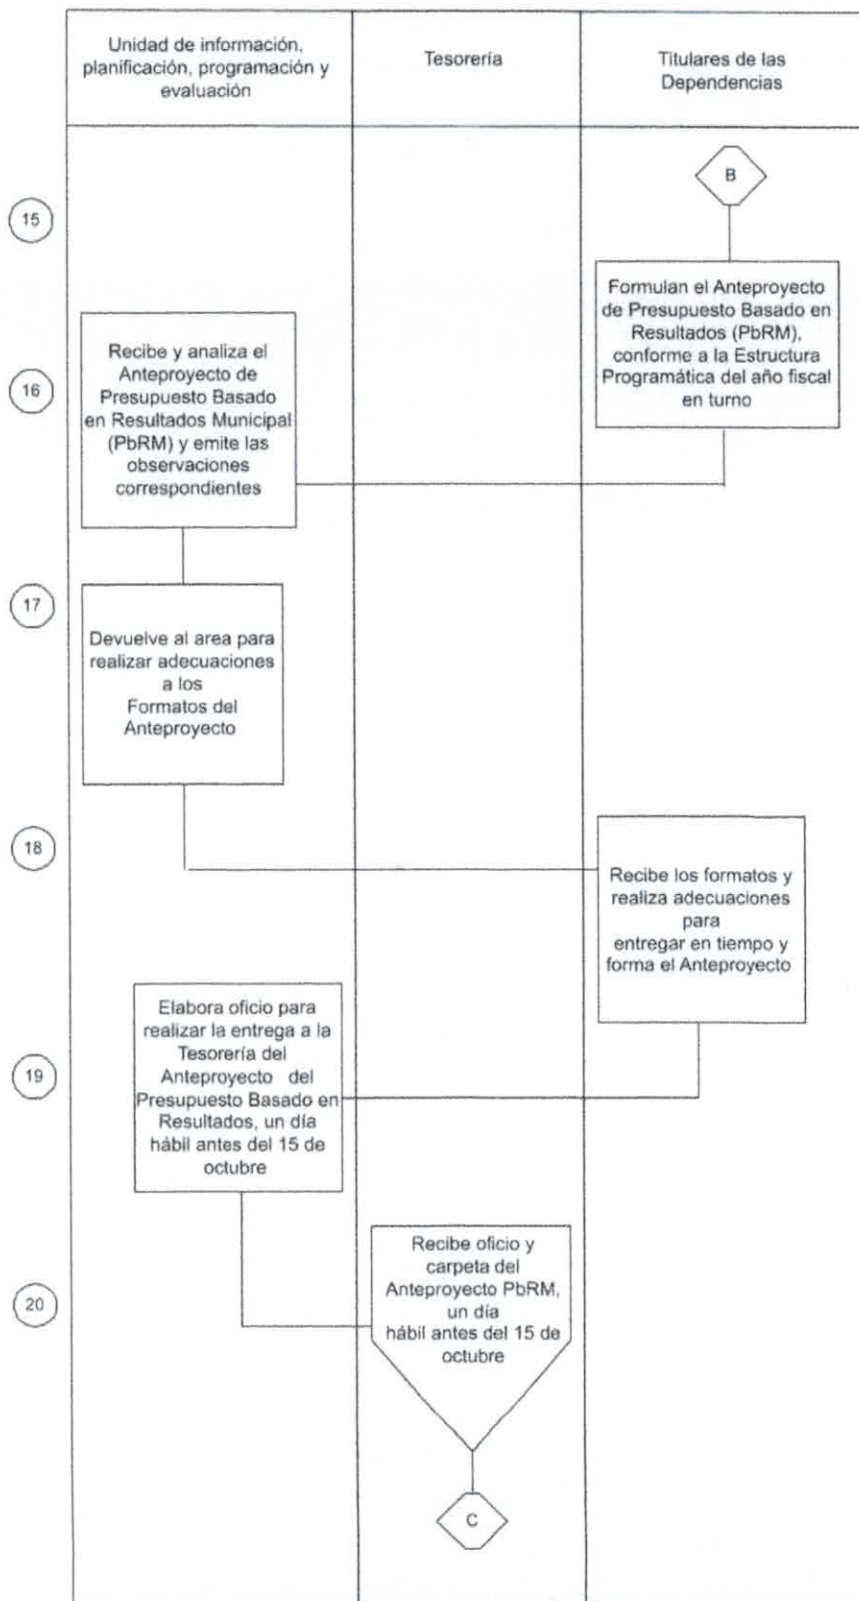 Unidad de información,
planificación, programación y
evaluación
Tesorería
Titulares de las
Dependencias
B
15
Formulan el Anteproyecto
de Presupuesto Basado en
Resultados (PbRM),
conforme a la Estructura
Programática del año fiscal
en turno
16
Recibe y analiza el
Anteproyecto de
Presupuesto Basado
en Resultados Municipal
(PbRM) y emite las
observaciones
correspondientes
17
Devuelve al area para
realizar adecuaciones
a los
Formatos del
Anteproyecto
18
Recibe los formatos y
realiza adecuaciones
para
entregar en tiempo y
forma el Anteproyecto
19
Elabora oficio para
realizar la entrega a la
Tesorería del
Anteproyecto del
Presupuesto Basado en
Resultados, un día
hábil antes del 15 de
octubre
20
Recibe oficio y
carpeta del
Anteproyecto PbRM,
un día
hábil antes del 15 de
octubre
C